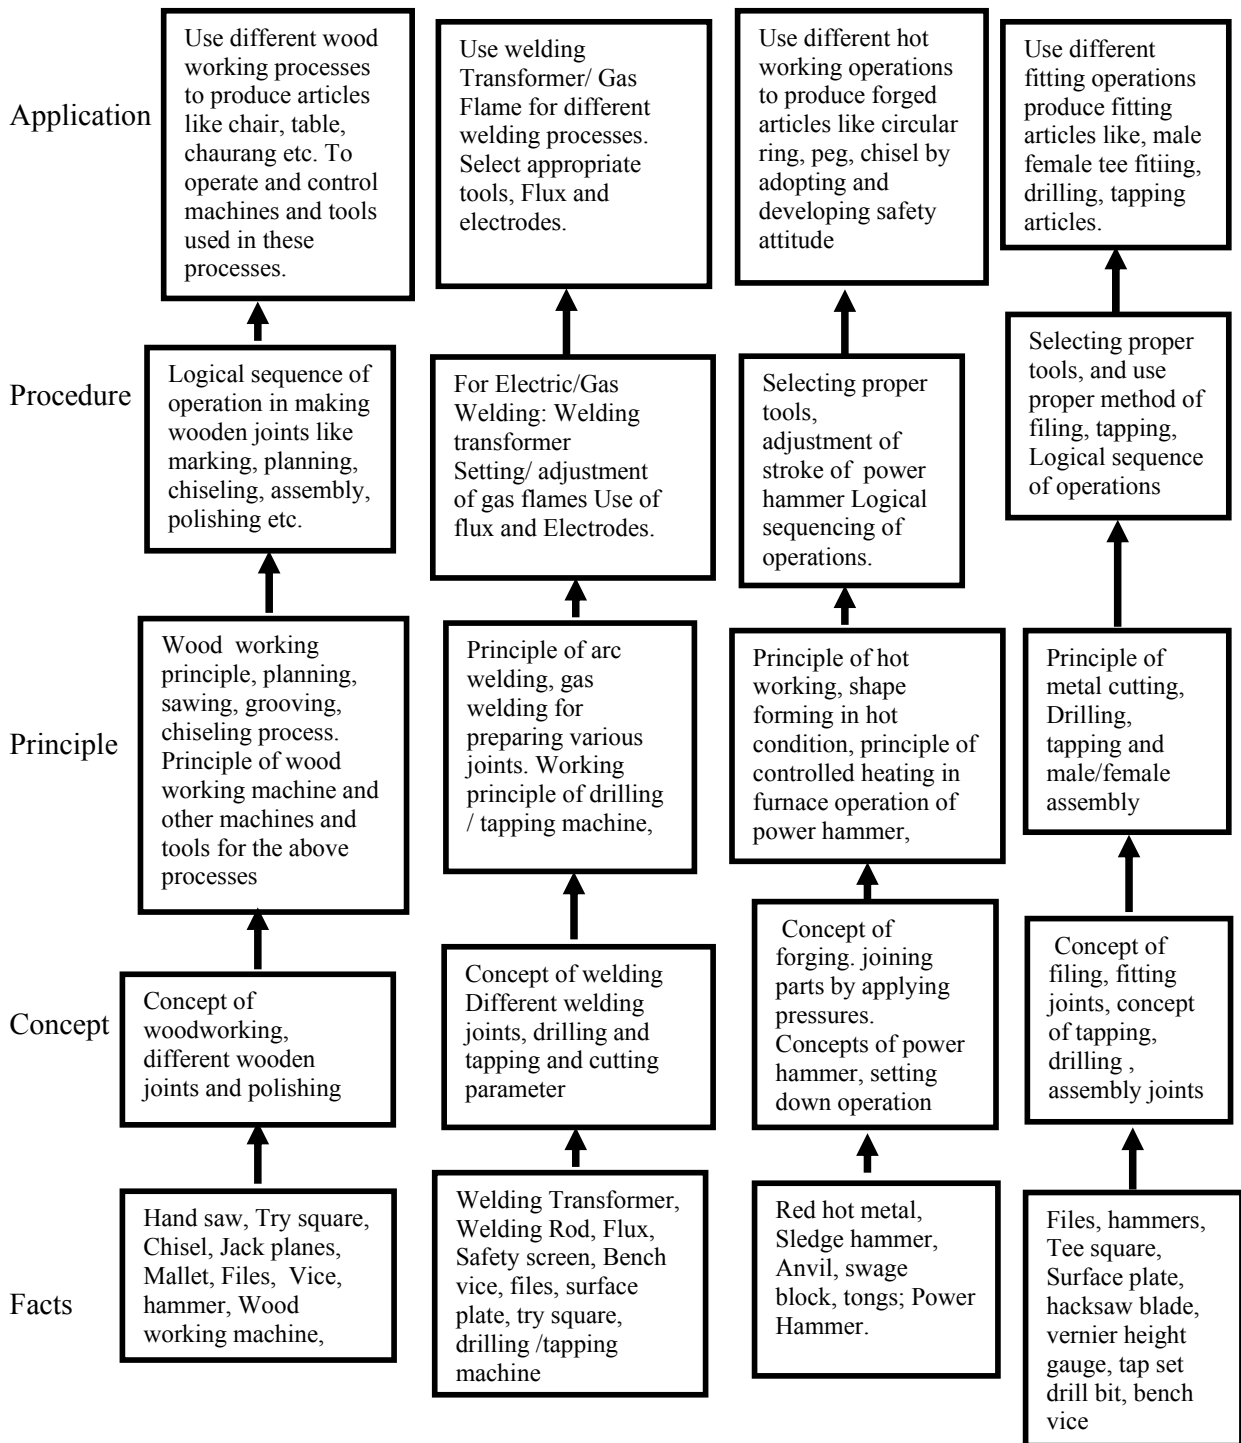 Application
Use different wood
working processes
to produce articles
like chair, table,
chaurang etc. To
operate and control
machines and tools
used in these
processes.
Use welding
Transformer/ Gas
Flame for different
welding processes.
Select appropriate
tools, Flux and
electrodes.
Use different hot
working operations
to produce forged
articles like circular
ring, peg, chisel by
adopting and
developing safety
attitude
Use different
fitting operations
produce fitting
articles like, male
female tee fitiing,
drilling, tapping
articles.
Procedure
Logical sequence of
operation in making
wooden joints like
marking, planning,
chiseling, assembly,
polishing etc.
For Electric/Gas
Welding: Welding
transformer
Setting/ adjustment
of gas flames Use of
flux and Electrodes.
Selecting proper
tools,
adjustment of
stroke of power
hammer Logical
sequencing of
operations.
Selecting proper
tools, and use
proper method of
filing, tapping,
Logical sequence
of operations
Principle
Wood working
principle, planning,
sawing, grooving,
chiseling process.
Principle of wood
working machine and
other machines and
tools for the above
processes
Principle of arc
welding, gas
welding for
preparing various
joints. Working
principle of drilling
/ tapping machine,
Principle of hot
working, shape
forming in hot
condition, principle of
controlled heating in
furnace operation of
power hammer,
Principle of
metal cutting,
Drilling,
tapping and
male/female
assembly
Concept
Concept of
woodworking,
different wooden
joints and polishing
Concept of welding
Different welding
joints, drilling and
tapping and cutting
parameter
Concept of
forging. joining
parts by applying
pressures.
Concepts of power
hammer, setting
down operation
Concept of
filing, fitting
joints, concept
of tapping,
drilling ,
assembly joints
Facts
Hand saw, Try square,
Chisel, Jack planes,
Mallet, Files, Vice,
hammer, Wood
working machine,
Welding Transformer,
Welding Rod, Flux,
Safety screen, Bench
vice, files, surface
plate, try square,
drilling /tapping
machine
Red hot metal,
Sledge hammer,
Anvil, swage
block, tongs; Power
Hammer.
Files, hammers,
Tee square,
Surface plate,
hacksaw blade,
vernier height
gauge, tap set
drill bit, bench
vice